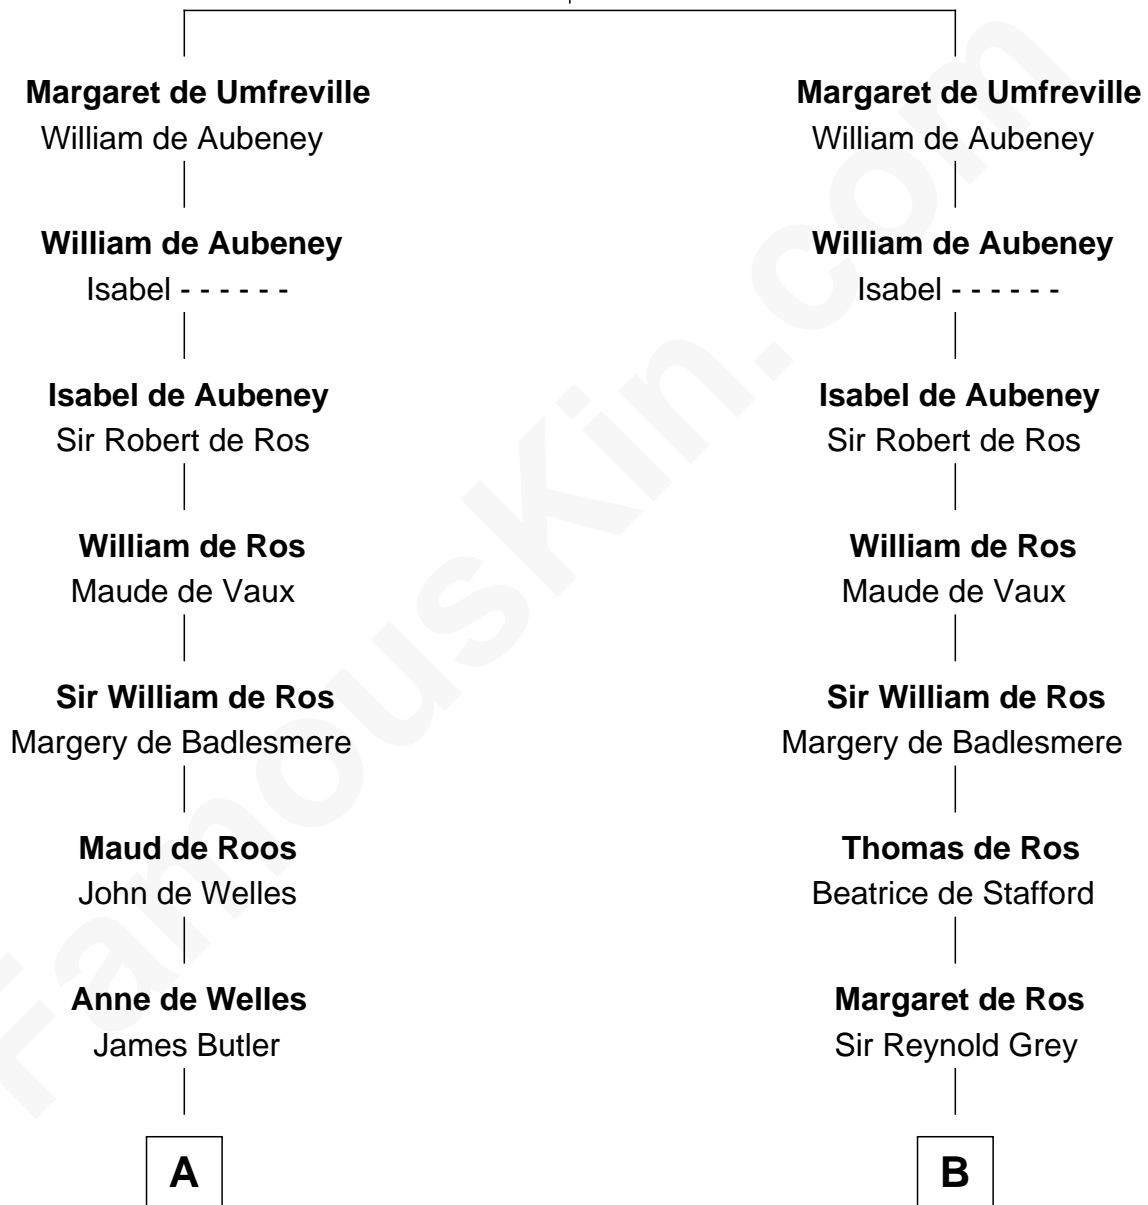 Margaret de Umfreville
William de Aubeney
William de Aubeney
Isabel - - - - - -
Isabel de Aubeney
Sir Robert de Ros
William de Ros
Maude de Vaux
Sir William de Ros
Margery de Badlesmere
Maud de Roos
John de Welles
Anne de Welles
James Butler
A
Margaret de Umfreville
William de Aubeney
William de Aubeney
Isabel - - - - - -
Isabel de Aubeney
Sir Robert de Ros
William de Ros
Maude de Vaux
Sir William de Ros
Margery de Badlesmere
Thomas de Ros
Beatrice de Stafford
Margaret de Ros
Sir Reynold Grey
B
FamousKin.com